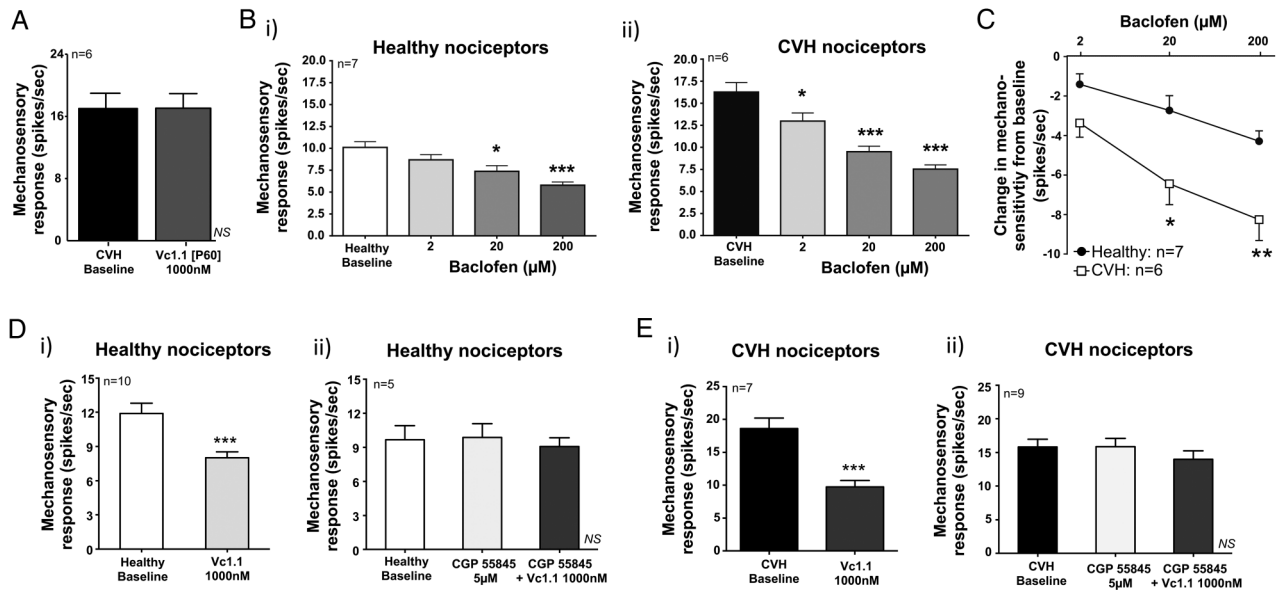 A
n=6
Mechanosensory
response (spikes/sec)
24
16
8
0
NS
CVH
Baseline
Vc1.1 [P60]
1000nM
B
i)
Healthy nociceptors
n=7
Mechanosensory
response (spikes/sec)
20.0
17.5
15.0
12.5
10.0
7.5
5.0
2.5
0.0
*
***
Healthy
Baseline
2
20
200
Baclofen (µM)
ii)
CVH nociceptors
n=6
Mechanosensory
response (spikes/sec)
20.0
17.5
15.0
12.5
10.0
7.5
5.0
2.5
0.0
*
***
***
CVH
Baseline
2
20
200
Baclofen (µM)
C
Baclofen (µM)
2
20
200
Change in mechano-
sensitivtiy from baseline
(spikes/sec)
0
-2
-4
-6
-8
-10
*
**
Healthy: n=7
CVH: n=6
D
i)
Healthy nociceptors
n=10
Mechanosensory
response (spikes/sec)
15
12
9
6
3
0
***
Healthy
Baseline
Vc1.1
1000nM
ii)
Healthy nociceptors
n=5
Mechanosensory
response (spikes/sec)
15
12
9
6
3
0
NS
Healthy
Baseline
CGP 55845
5µM
CGP 55845
+ Vc1.1 1000nM
E
i)
CVH nociceptors
n=7
Mechanosensory
response (spikes/sec)
25
20
15
10
15
0
***
CVH
Baseline
Vc1.1
1000nM
ii)
CVH nociceptors
n=9
Mechanosensory
response (spikes/sec)
25
20
15
10
15
0
NS
CVH
Baseline
CGP 55845
5µM
CGP 55845
+ Vc1.1 1000nM